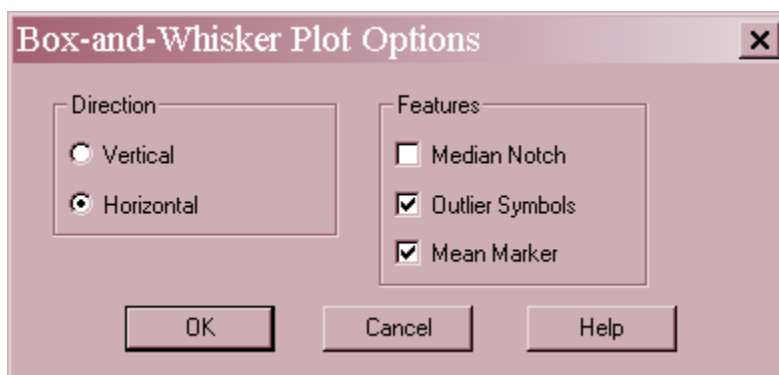 Box-and-Whisker Plot Options
Direction
Vertical
Horizontal
Features
Median Notch
Outlier Symbols
Mean Marker
OK
Cancel
Help